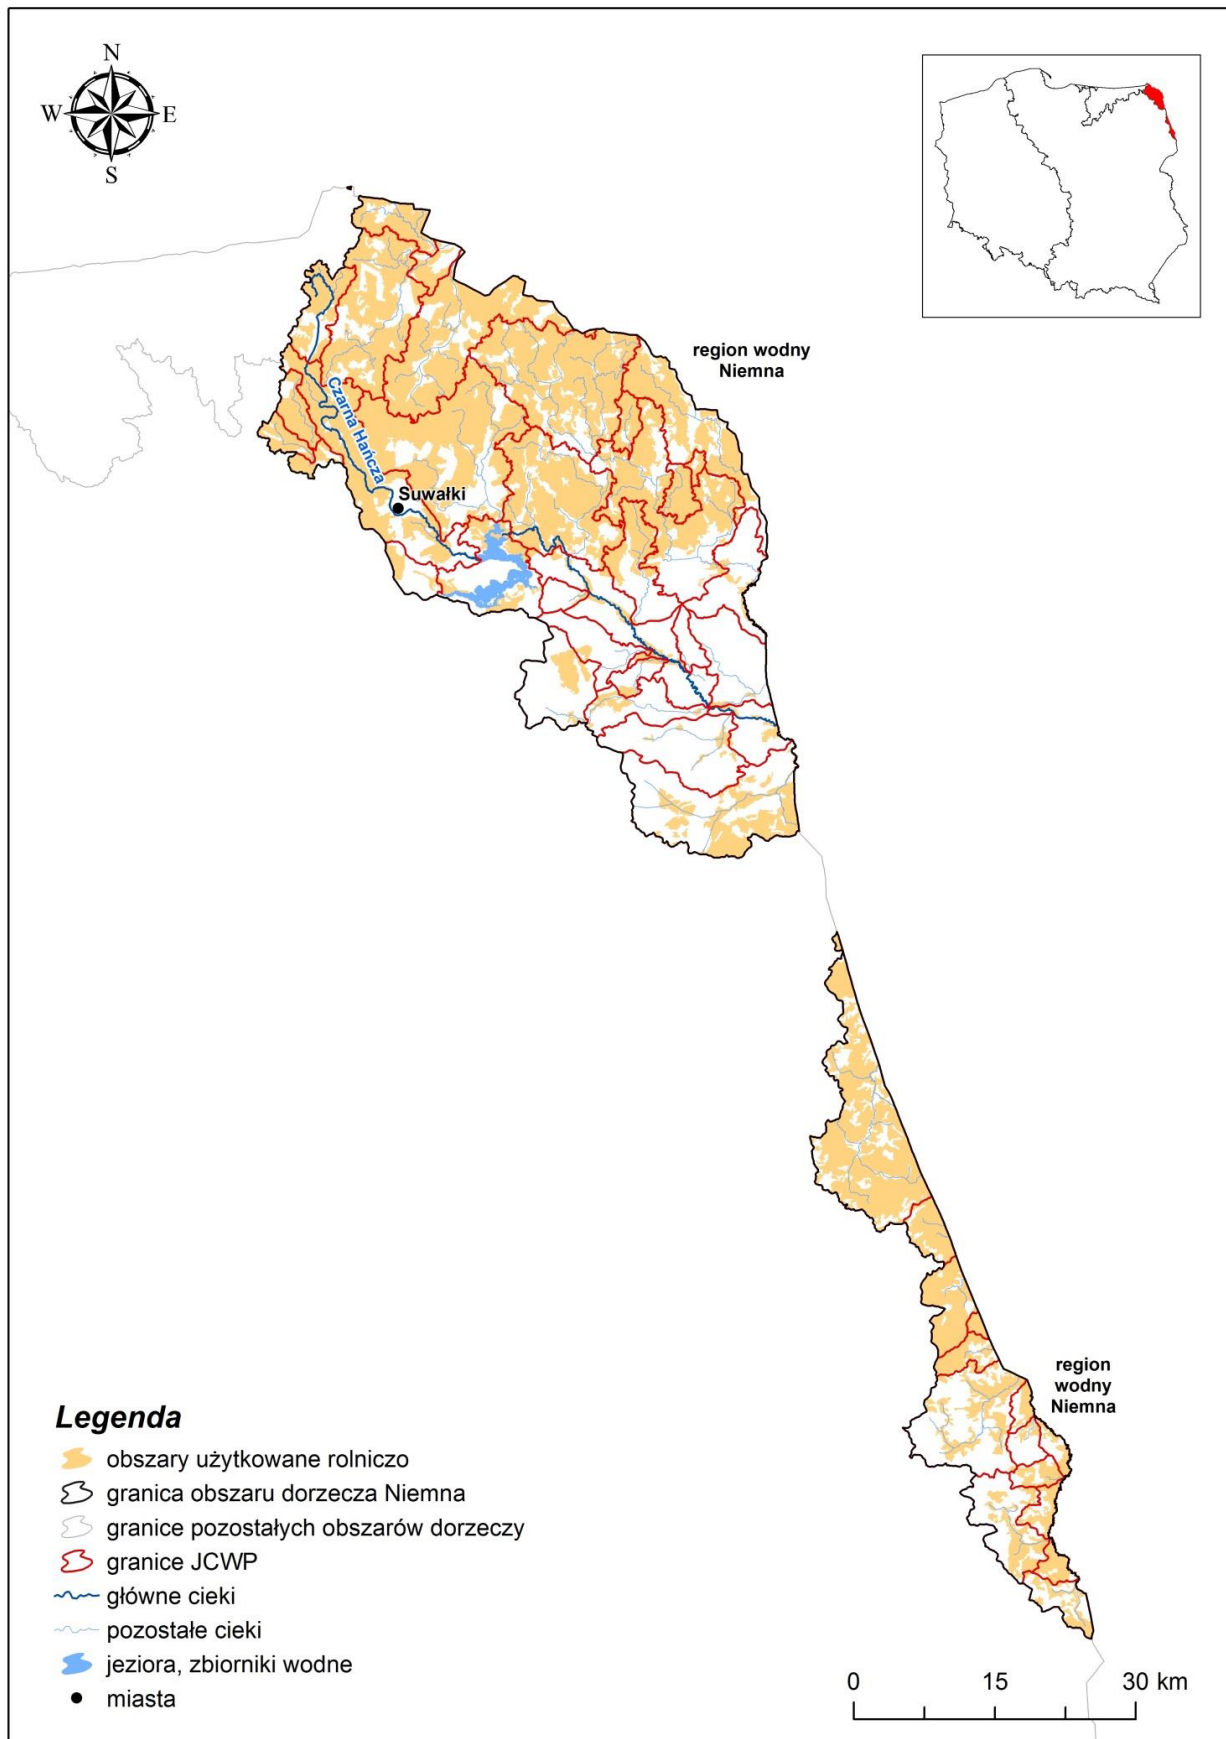 N
W
E
S
region wodny
Niemna
Czarna Hańcza
Suwałki
region
wodny
Niemna
Legenda
obszary użytkowane rolniczo
granica obszaru dorzecza Niemna
granice pozostałych obszarów dorzeczy
granice JCWP
główne cieki
pozostałe cieki
jeziora, zbiorniki wodne
miasta
0 15 30 km